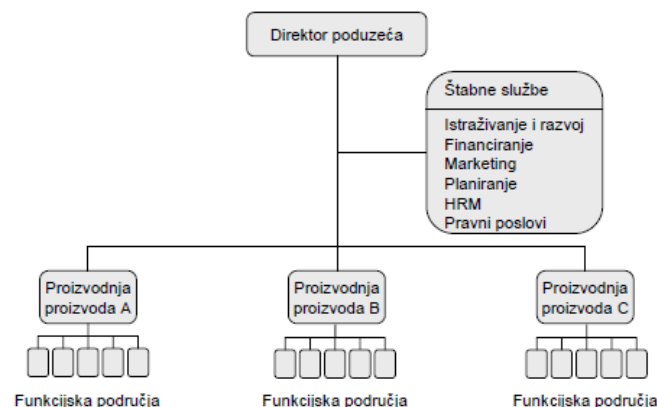 Direktor poduzeća
Štabne službe
Istraživanje i razvoj
Financiranje
Marketing
Planiranje
HRM
Pravni poslovi
Proizvodnja
proizvoda A
Proizvodnja
proizvoda B
Proizvodnja
proizvoda C
Funkcijska područja
Funkcijska područja
Funkcijska područja